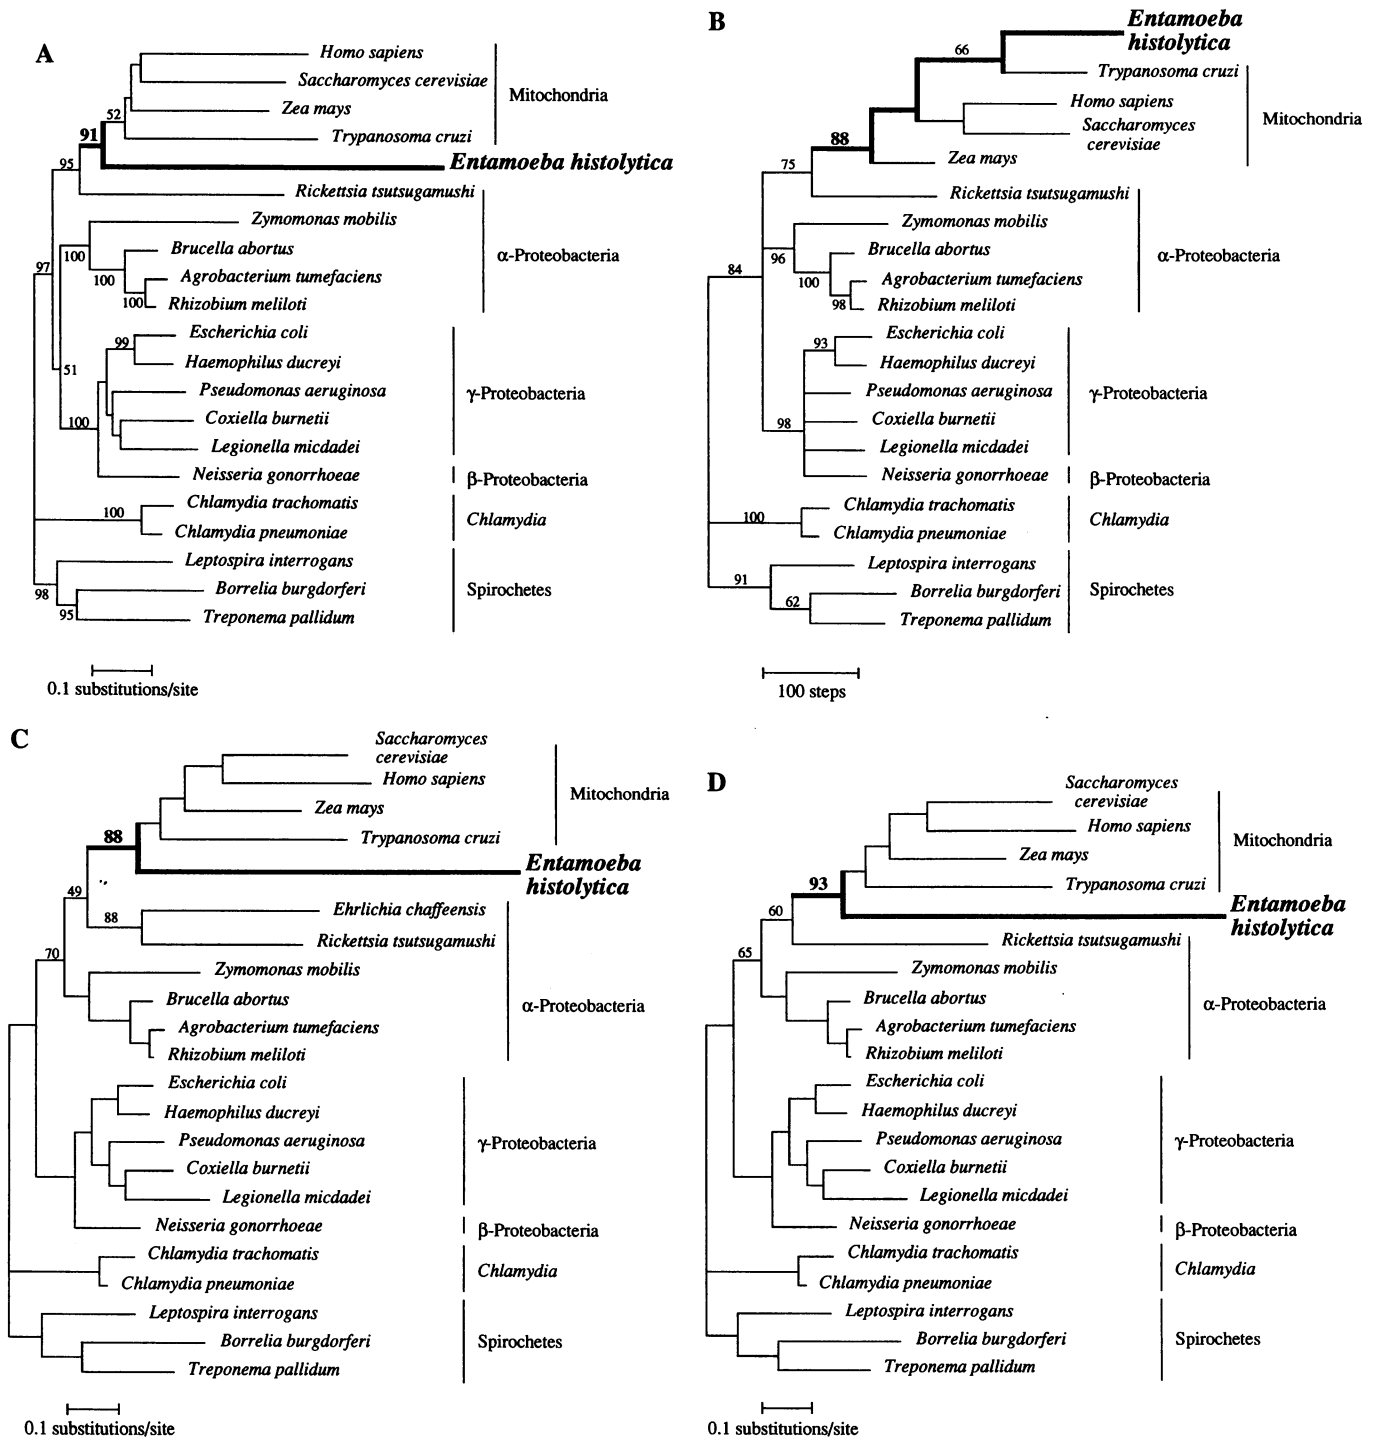 A
Homo sapiens
Saccharomyces cerevisiae
Mitochondria
Zea mays
52
Trypanosoma cruzi
91
Entamoeba histolytica
95
Rickettsia tsutsugamushi
Zymomonas mobilis
Brucella abortus
100
α-Proteobacteria
97
Agrobacterium tumefaciens
100
Rhizobium meliloti
100
Escherichia coli
99
Haemophilus ducreyi
51
Pseudomonas aeruginosa
γ-Proteobacteria
Coxiella burnetii
100
Legionella micdadei
Neisseria gonorrhoeae
β-Proteobacteria
Chlamydia trachomatis
100
Chlamydia
Chlamydia pneumoniae
Leptospira interrogans
98
Borrelia burgdorferi
Spirochetes
95
Treponema pallidum
0.1 substitutions/site
B
Entamoeba
histolytica
66
Trypanosoma cruzi
Homo sapiens
Mitochondria
Saccharomyces
cerevisiae
88
Zea mays
75
Rickettsia tsutsugamushi
Zymomonas mobilis
Brucella abortus
96
α-Proteobacteria
84
Agrobacterium tumefaciens
100
Rhizobium meliloti
98
Escherichia coli
93
Haemophilus ducreyi
Pseudomonas aeruginosa
γ-Proteobacteria
Coxiella burnetii
98
Legionella micdadei
Neisseria gonorrhoeae
β-Proteobacteria
Chlamydia trachomatis
100
Chlamydia
Chlamydia pneumoniae
Leptospira interrogans
91
Borrelia burgdorferi
Spirochetes
62
Treponema pallidum
100 steps
C
Saccharomyces
cerevisiae
Homo sapiens
Mitochondria
Zea mays
88
Trypanosoma cruzi
Entamoeba
histolytica
49
Ehrlichia chaffeensis
88
Rickettsia tsutsugamushi
70
Zymomonas mobilis
Brucella abortus
α-Proteobacteria
Agrobacterium tumefaciens
Rhizobium meliloti
Escherichia coli
Haemophilus ducreyi
Pseudomonas aeruginosa
γ-Proteobacteria
Coxiella burnetii
Legionella micdadei
Neisseria gonorrhoeae
β-Proteobacteria
Chlamydia trachomatis
Chlamydia
Chlamydia pneumoniae
Leptospira interrogans
Borrelia burgdorferi
Spirochetes
Treponema pallidum
0.1 substitutions/site
D
Saccharomyces
cerevisiae
Homo sapiens
Mitochondria
Zea mays
93
Trypanosoma cruzi
Entamoeba
histolytica
60
Rickettsia tsutsugamushi
65
Zymomonas mobilis
Brucella abortus
α-Proteobacteria
Agrobacterium tumefaciens
Rhizobium meliloti
Escherichia coli
Haemophilus ducreyi
Pseudomonas aeruginosa
γ-Proteobacteria
Coxiella burnetii
Legionella micdadei
Neisseria gonorrhoeae
β-Proteobacteria
Chlamydia trachomatis
Chlamydia
Chlamydia pneumoniae
Leptospira interrogans
Borrelia burgdorferi
Spirochetes
Treponema pallidum
0.1 substitutions/site